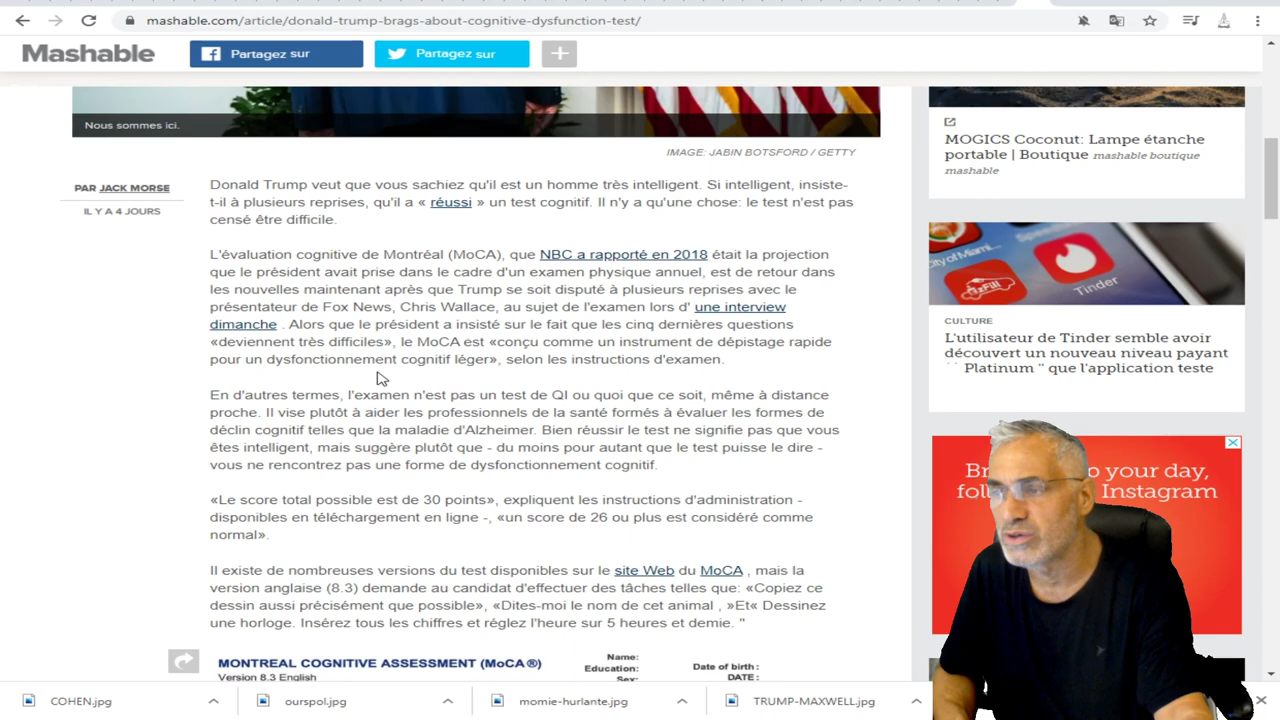 mashable.com/article/donald-trump-brags-about-cognitive-dysfunction-test/
Mashable
Partagez sur
Partagez sur
Nous sommes ici.
IMAGE: JABIN BOTSFORD / GETTY
PAR JACK MORSE
IL Y A 4 JOURS
Donald Trump veut que vous sachiez qu'il est un homme très intelligent. Si intelligent, insiste-
t-il à plusieurs reprises, qu'il a « réussi » un test cognitif. Il n'y a qu'une chose: le test n'est pas
censé être difficile.
L'évaluation cognitive de Montréal (MoCA), que NBC a rapporté en 2018 était la projection
que le président avait prise dans le cadre d'un examen physique annuel, est de retour dans
les nouvelles maintenant après que Trump se soit disputé à plusieurs reprises avec le
présentateur de Fox News, Chris Wallace, au sujet de l'examen lors d' une interview
dimanche . Alors que le président a insisté sur le fait que les cinq dernières questions
«deviennent très difficiles», le MoCA est «conçu comme un instrument de dépistage rapide
pour un dysfonctionnement cognitif léger», selon les instructions d'examen.
En d'autres termes, l'examen n'est pas un test de QI ou quoi que ce soit, même à distance
proche. Il vise plutôt à aider les professionnels de la santé formés à évaluer les formes de
déclin cognitif telles que la maladie d'Alzheimer. Bien réussir le test ne signifie pas que vous
êtes intelligent, mais suggère plutôt que - du moins pour autant que le test puisse le dire -
vous ne rencontrez pas une forme de dysfonctionnement cognitif.
«Le score total possible est de 30 points», expliquent les instructions d'administration -
disponibles en téléchargement en ligne -, «un score de 26 ou plus est considéré comme
normal».
Il existe de nombreuses versions du test disponibles sur le site Web du MoCA , mais la
version anglaise (8.3) demande au candidat d'effectuer des tâches telles que: «Copiez ce
dessin aussi précisément que possible», «Dites-moi le nom de cet animal , »Et« Dessinez
une horloge. Insérez tous les chiffres et réglez l'heure sur 5 heures et demie. "
MONTREAL COGNITIVE ASSESSMENT (MoCA®)
Version 8.3 English
Name:
Education:
Sex:
Date of birth :
DATE :
MOGICS Coconut: Lampe étanche
portable | Boutique mashable boutique
mashable
City of Miami...
EzFill
Tinder
CULTURE
L'utilisateur de Tinder semble avoir
découvert un nouveau niveau payant
Platinum " que l'application teste
to your day,
Instagram
COHEN.jpg
ourspol.jpg
momie-hurlante.jpg
TRUMP-MAXWELL.jpg